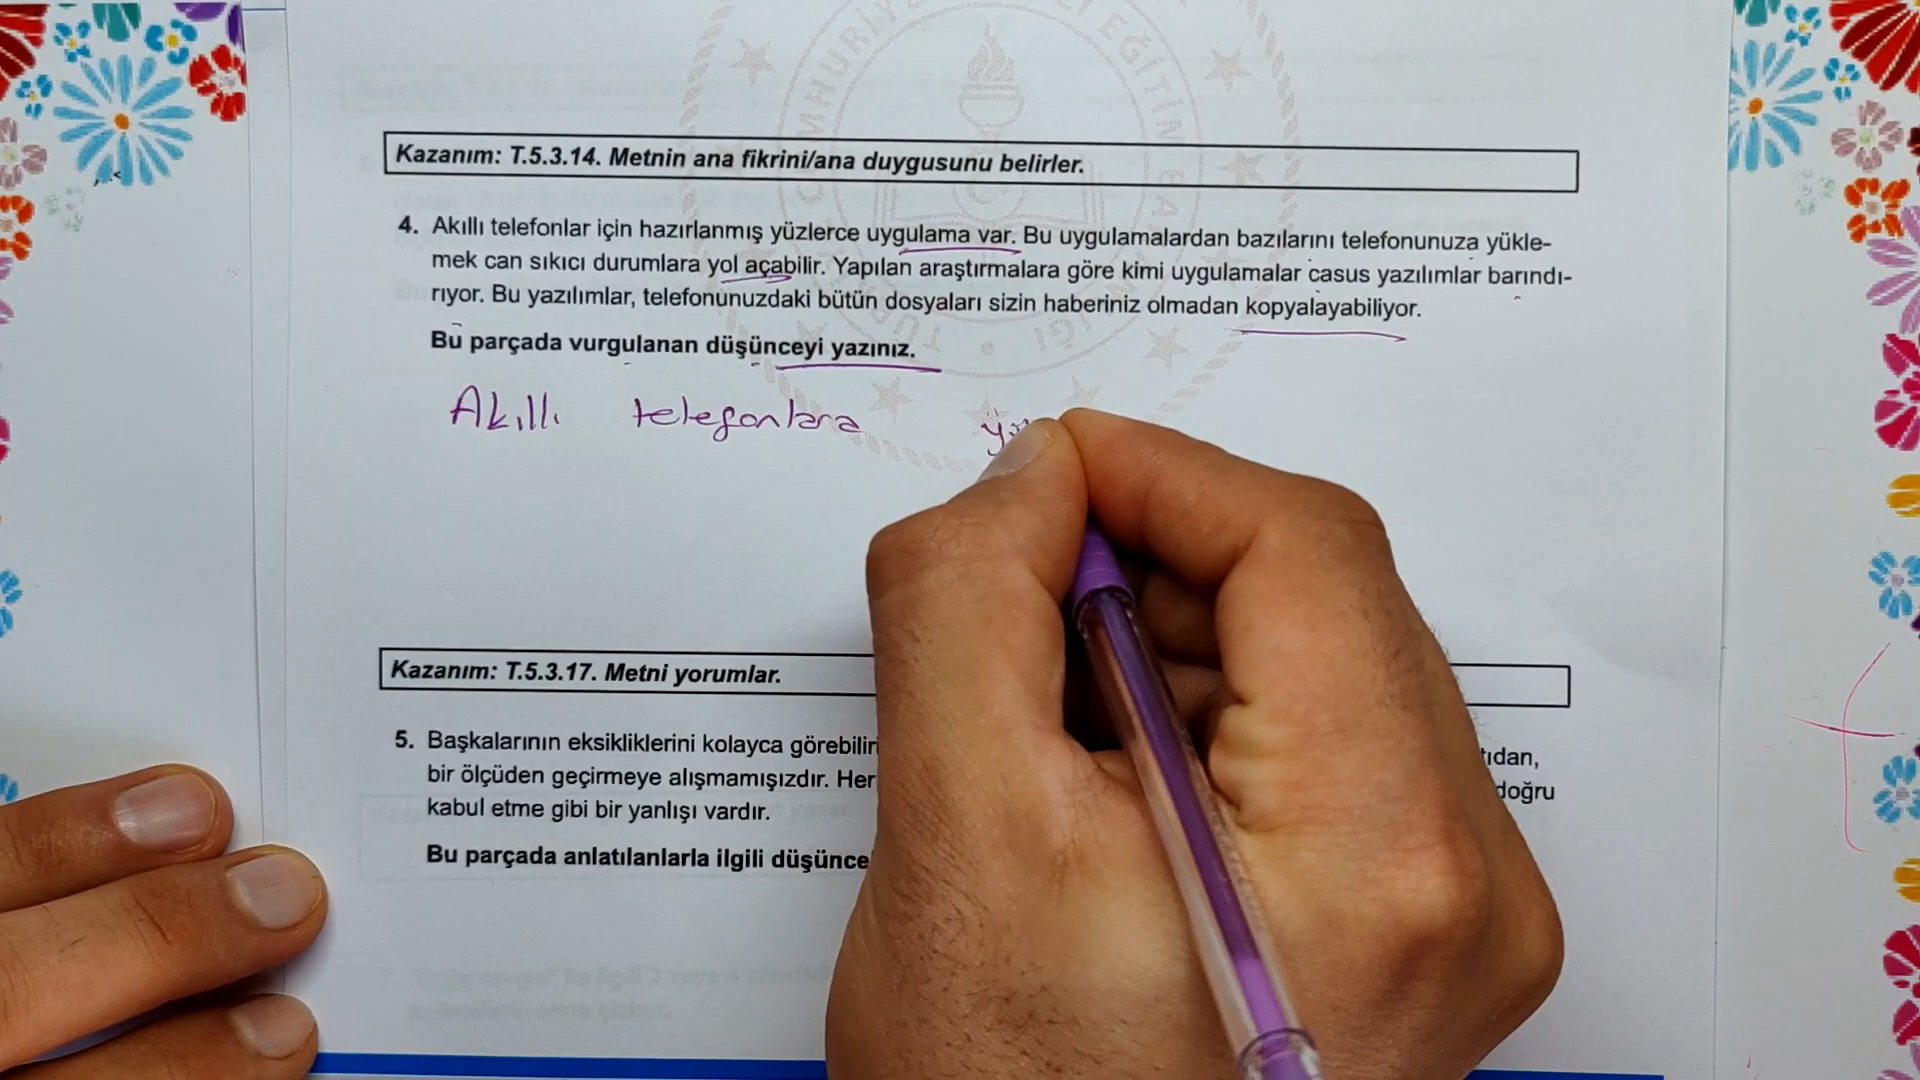 Kazanım: T.5.3.14. Metnin ana fikrini/ana duygusunu belirler.
4. Akıllı telefonlar için hazırlanmış yüzlerce uygulama var. Bu uygulamalardan bazılarını telefonunuza yükle-
mek can sıkıcı durumlara yol açabilir. Yapılan araştırmalara göre kimi uygulamalar casus yazılımlar barındı-
rıyor. Bu yazılımlar, telefonunuzdaki bütün dosyaları sizin haberiniz olmadan kopyalayabiliyor.
Bu parçada vurgulanan düşünceyi yazınız.
Akıllı telefonlara
Kazanım: T.5.3.17. Metni yorumlar.
5. Başkalarının eksikliklerini kolayca görebiliri
bir ölçüden geçirmeye alışmamışızdır. Her doğru
kabul etme gibi bir yanlışı vardır.
Bu parçada anlatılanlarla ilgili düşünce